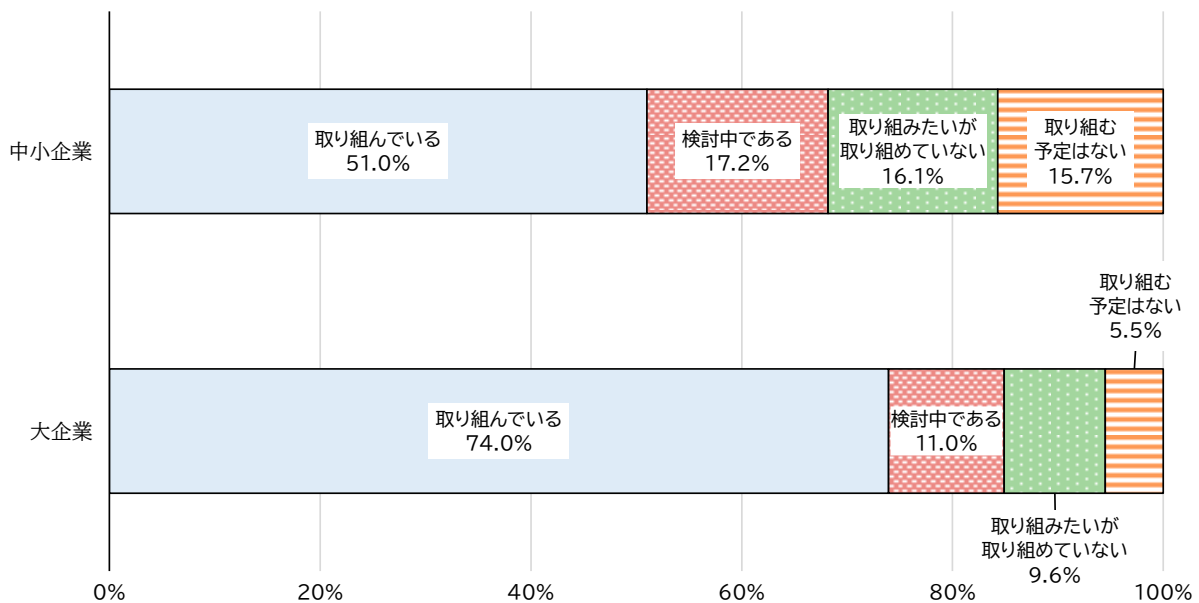 中小企業
取り組んでいる
51.0%
検討中である
17.2%
取り組みたいが
取り組めていない
16.1%
取り組む
予定はない
15.7%
大企業
取り組んでいる
74.0%
検討中である
11.0%
取り組みたいが
取り組めていない
9.6%
取り組む
予定はない
5.5%
0%
20%
40%
60%
80%
100%